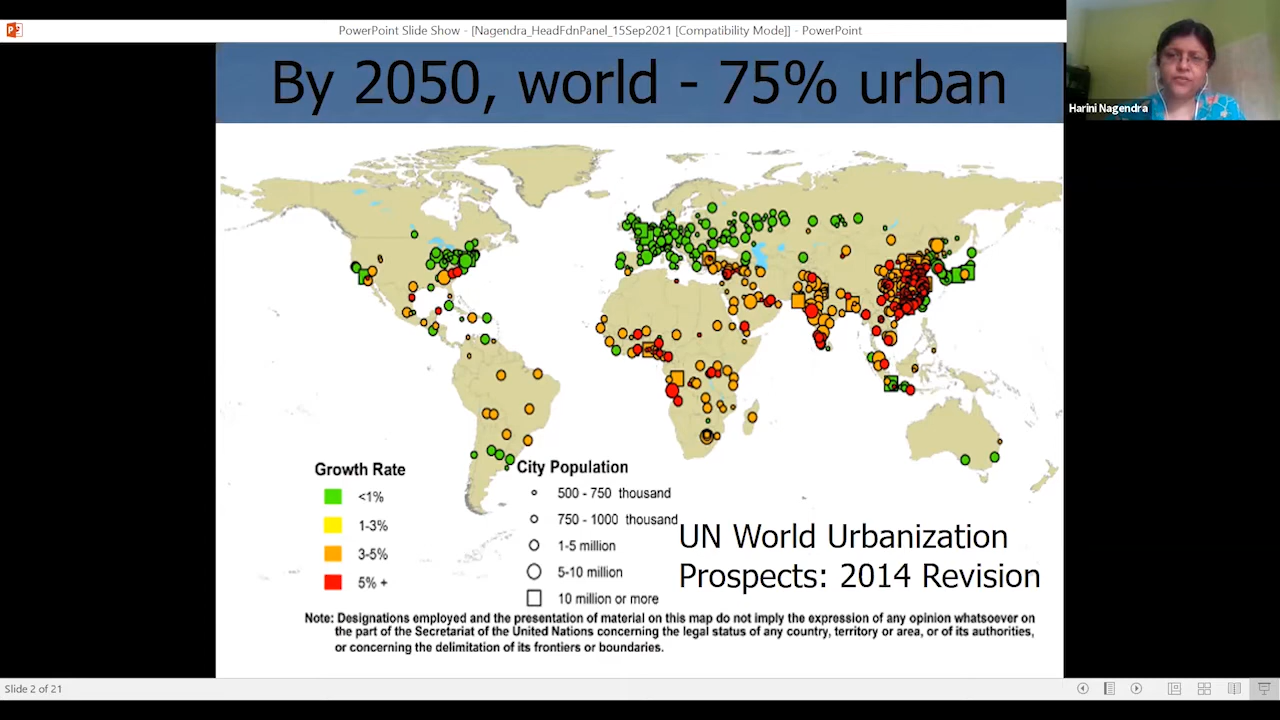 PowerPoint Slide Show - [Nagendra_HeadFdnPanel_15Sep2021 [Compatibility Mode]] - PowerPoint
By 2050, world - 75% urban
Harini Nagendra
Growth Rate
<1%
1-3%
3-5%
5% +
City Population
500 - 750 thousand
750 - 1000 thousand
1-5 million
5-10 million
10 million or more
UN World Urbanization
Prospects: 2014 Revision
Note: Designations employed and the presentation of material on this map do not imply the expression of any opinion whatsoever on
the part of the Secretariat of the United Nations concerning the legal status of any country, territory or area, or of its authorities,
or concerning the delimitation of its frontiers or boundaries.
Slide 2 of 21